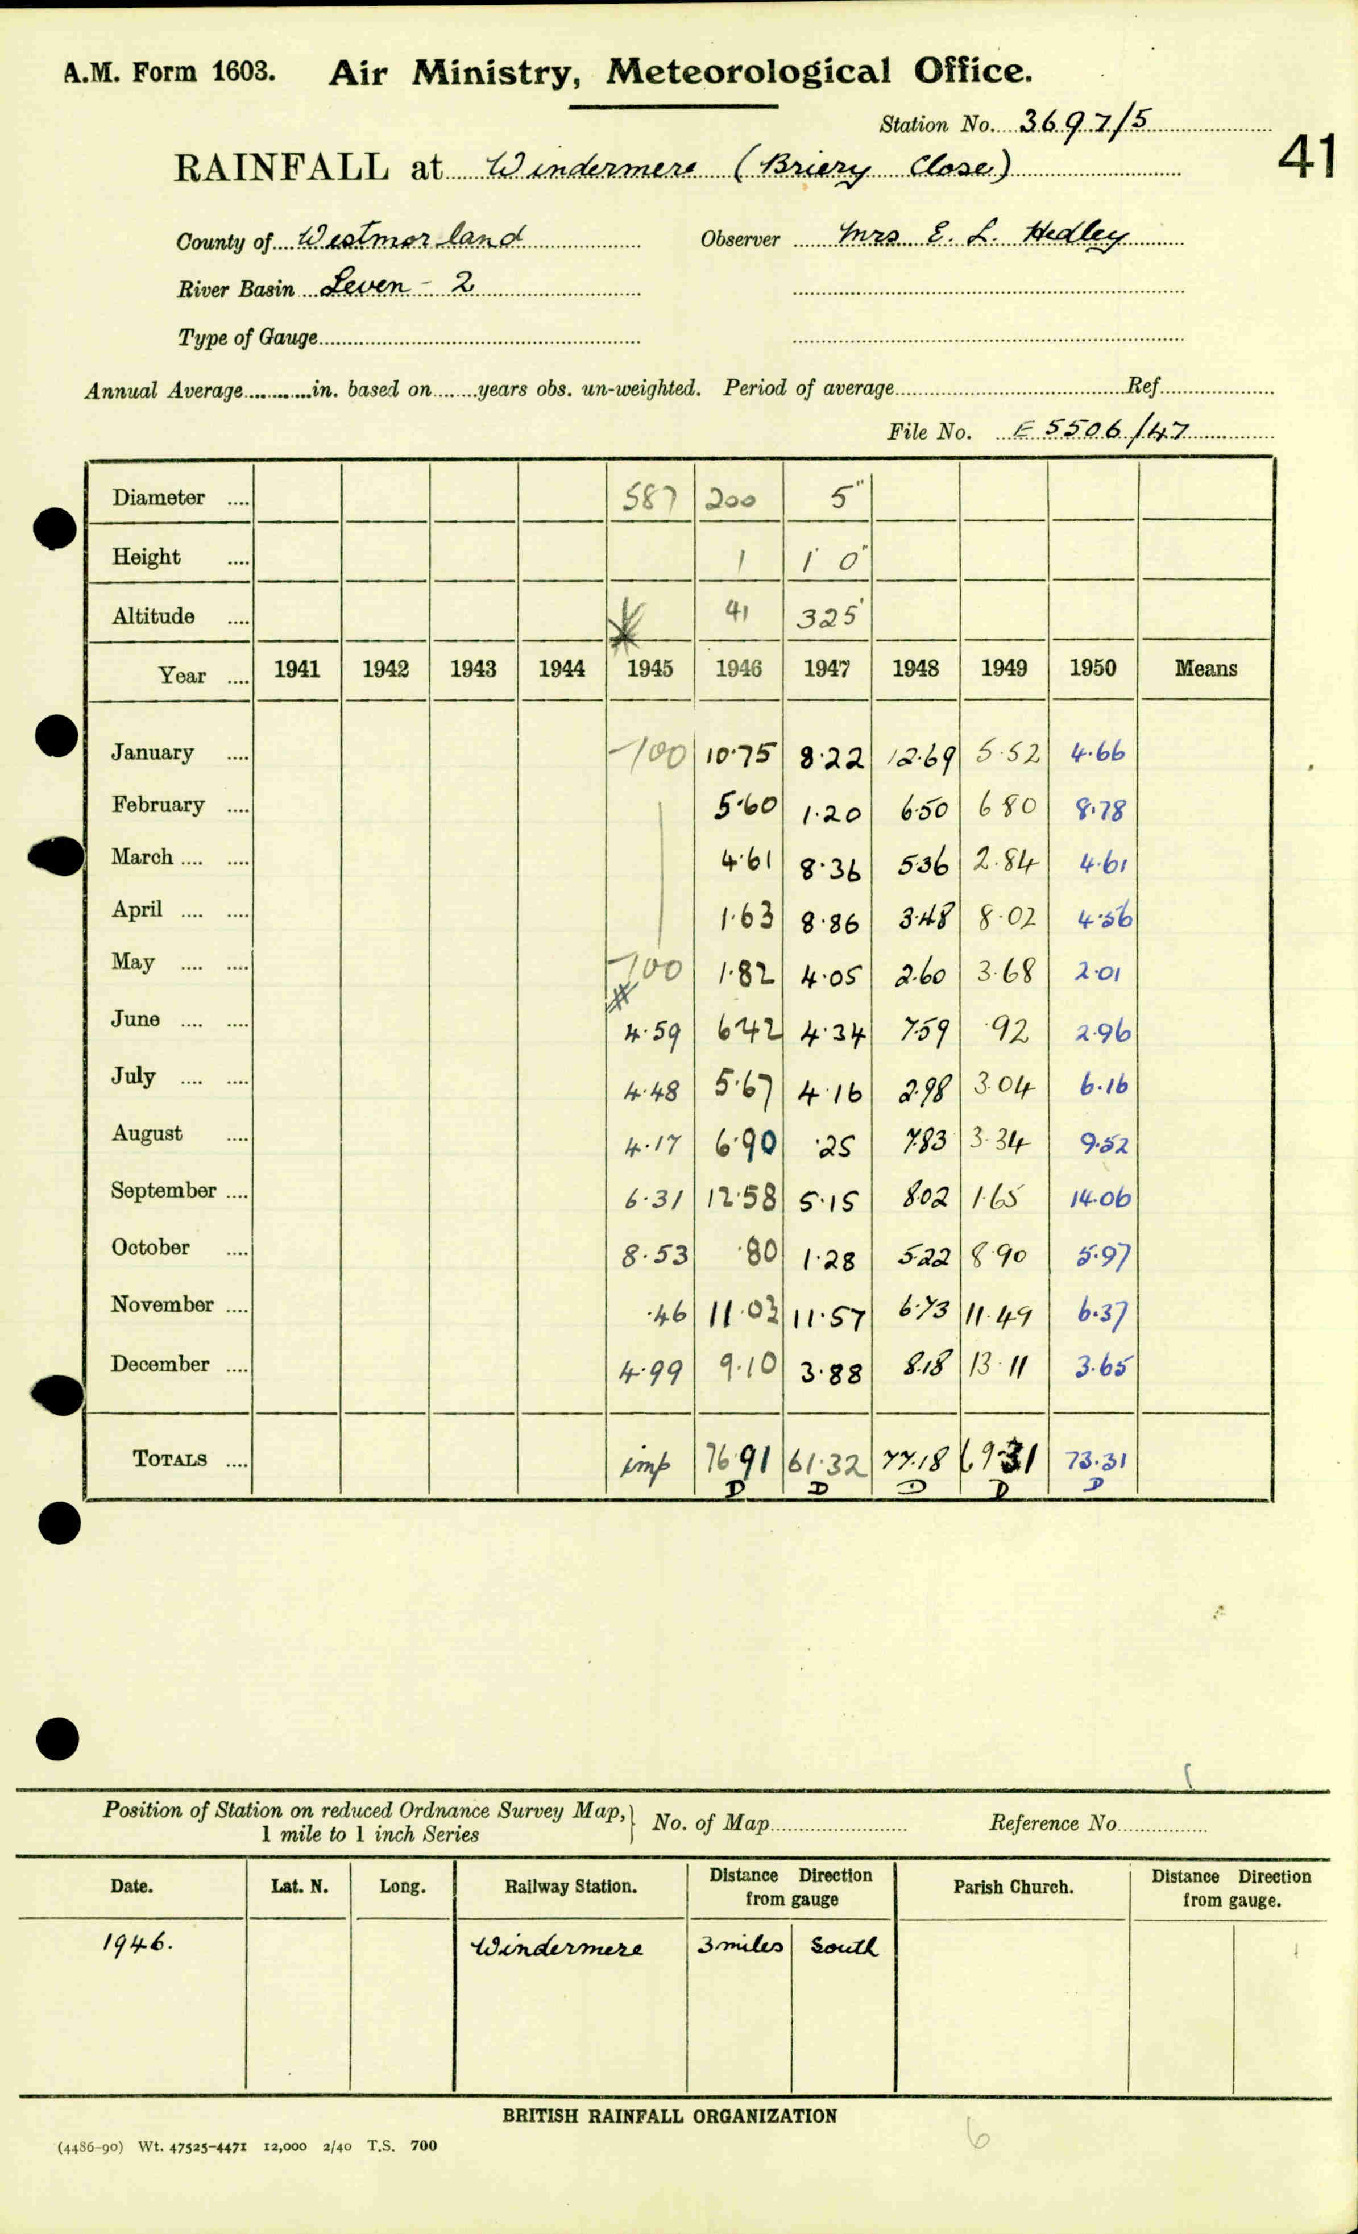 A.M. Form 1603. Air Ministry, Meteorological Office.
Station No. 3697/5
41
RAINFALL at Windermere (Briery Close)
County of Westmorland Observer Mrs E. L. Hedley
River Basin Leven - 2
Type of Gauge
Annual Average in. based on years obs. un-weighted. Period of average Ref
File No. E 5506/47
Diameter .... 587 200 5"
Height .... 1 1' 0"
Altitude .... 41 325'
Year .... 1941 1942 1943 1944 1945 1946 1947 1948 1949 1950 Means
January .... -100 10.75 8.22 12.69 5.52 4.66
February .... 5.60 1.20 6.50 6.80 8.78
March .... .... 4.61 8.36 5.36 2.84 4.61
April .... .... 1.63 8.86 3.48 8.02 4.56
May .... .... -100 1.82 4.05 2.60 3.68 2.01
June .... .... 4.59 6.42 4.34 7.59 .92 2.96
July .... .... 4.48 5.67 4.16 2.98 3.04 6.16
August .... 4.17 6.90 .25 7.83 3.34 9.52
September .... 6.31 12.58 5.15 8.02 1.65 14.06
October .... 8.53 .80 1.28 5.22 8.90 5.97
November .... .46 11.03 11.57 6.73 11.49 6.37
December .... 4.99 9.10 3.88 8.18 13.11 3.65
TOTALS .... imp 76.91 61.32 77.18 69.31 73.31
D D D D D
Position of Station on reduced Ordnance Survey Map, 1 mile to 1 inch Series No. of Map Reference No.
Date. Lat. N. Long. Railway Station. Distance Direction from gauge Parish Church. Distance Direction from gauge.
1946. Windermere 3 miles South
BRITISH RAINFALL ORGANIZATION
(4486-90) Wt. 47525-4471 12,000 2/40 T.S. 700
6